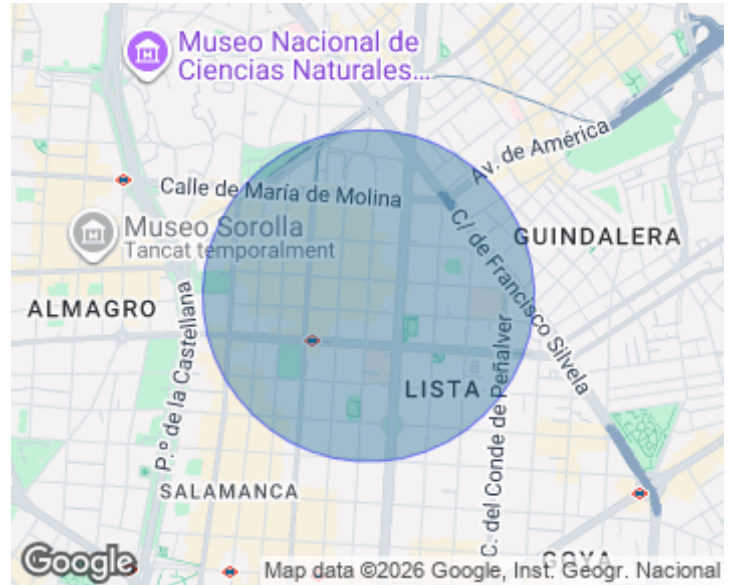 Museo Nacional de
Ciencias Naturales...
Av. de América
Calle de María de Molina
Museo Sorolla
Tancat temporalment
C/ de Francisco Silvela
GUINDALERA
ALMAGRO
P.º de la Castellana
C. del Conde de Peñalver
LISTA
SALAMANCA
GOYA
Google
Map data ©2026 Google, Inst. Geogr. Nacional